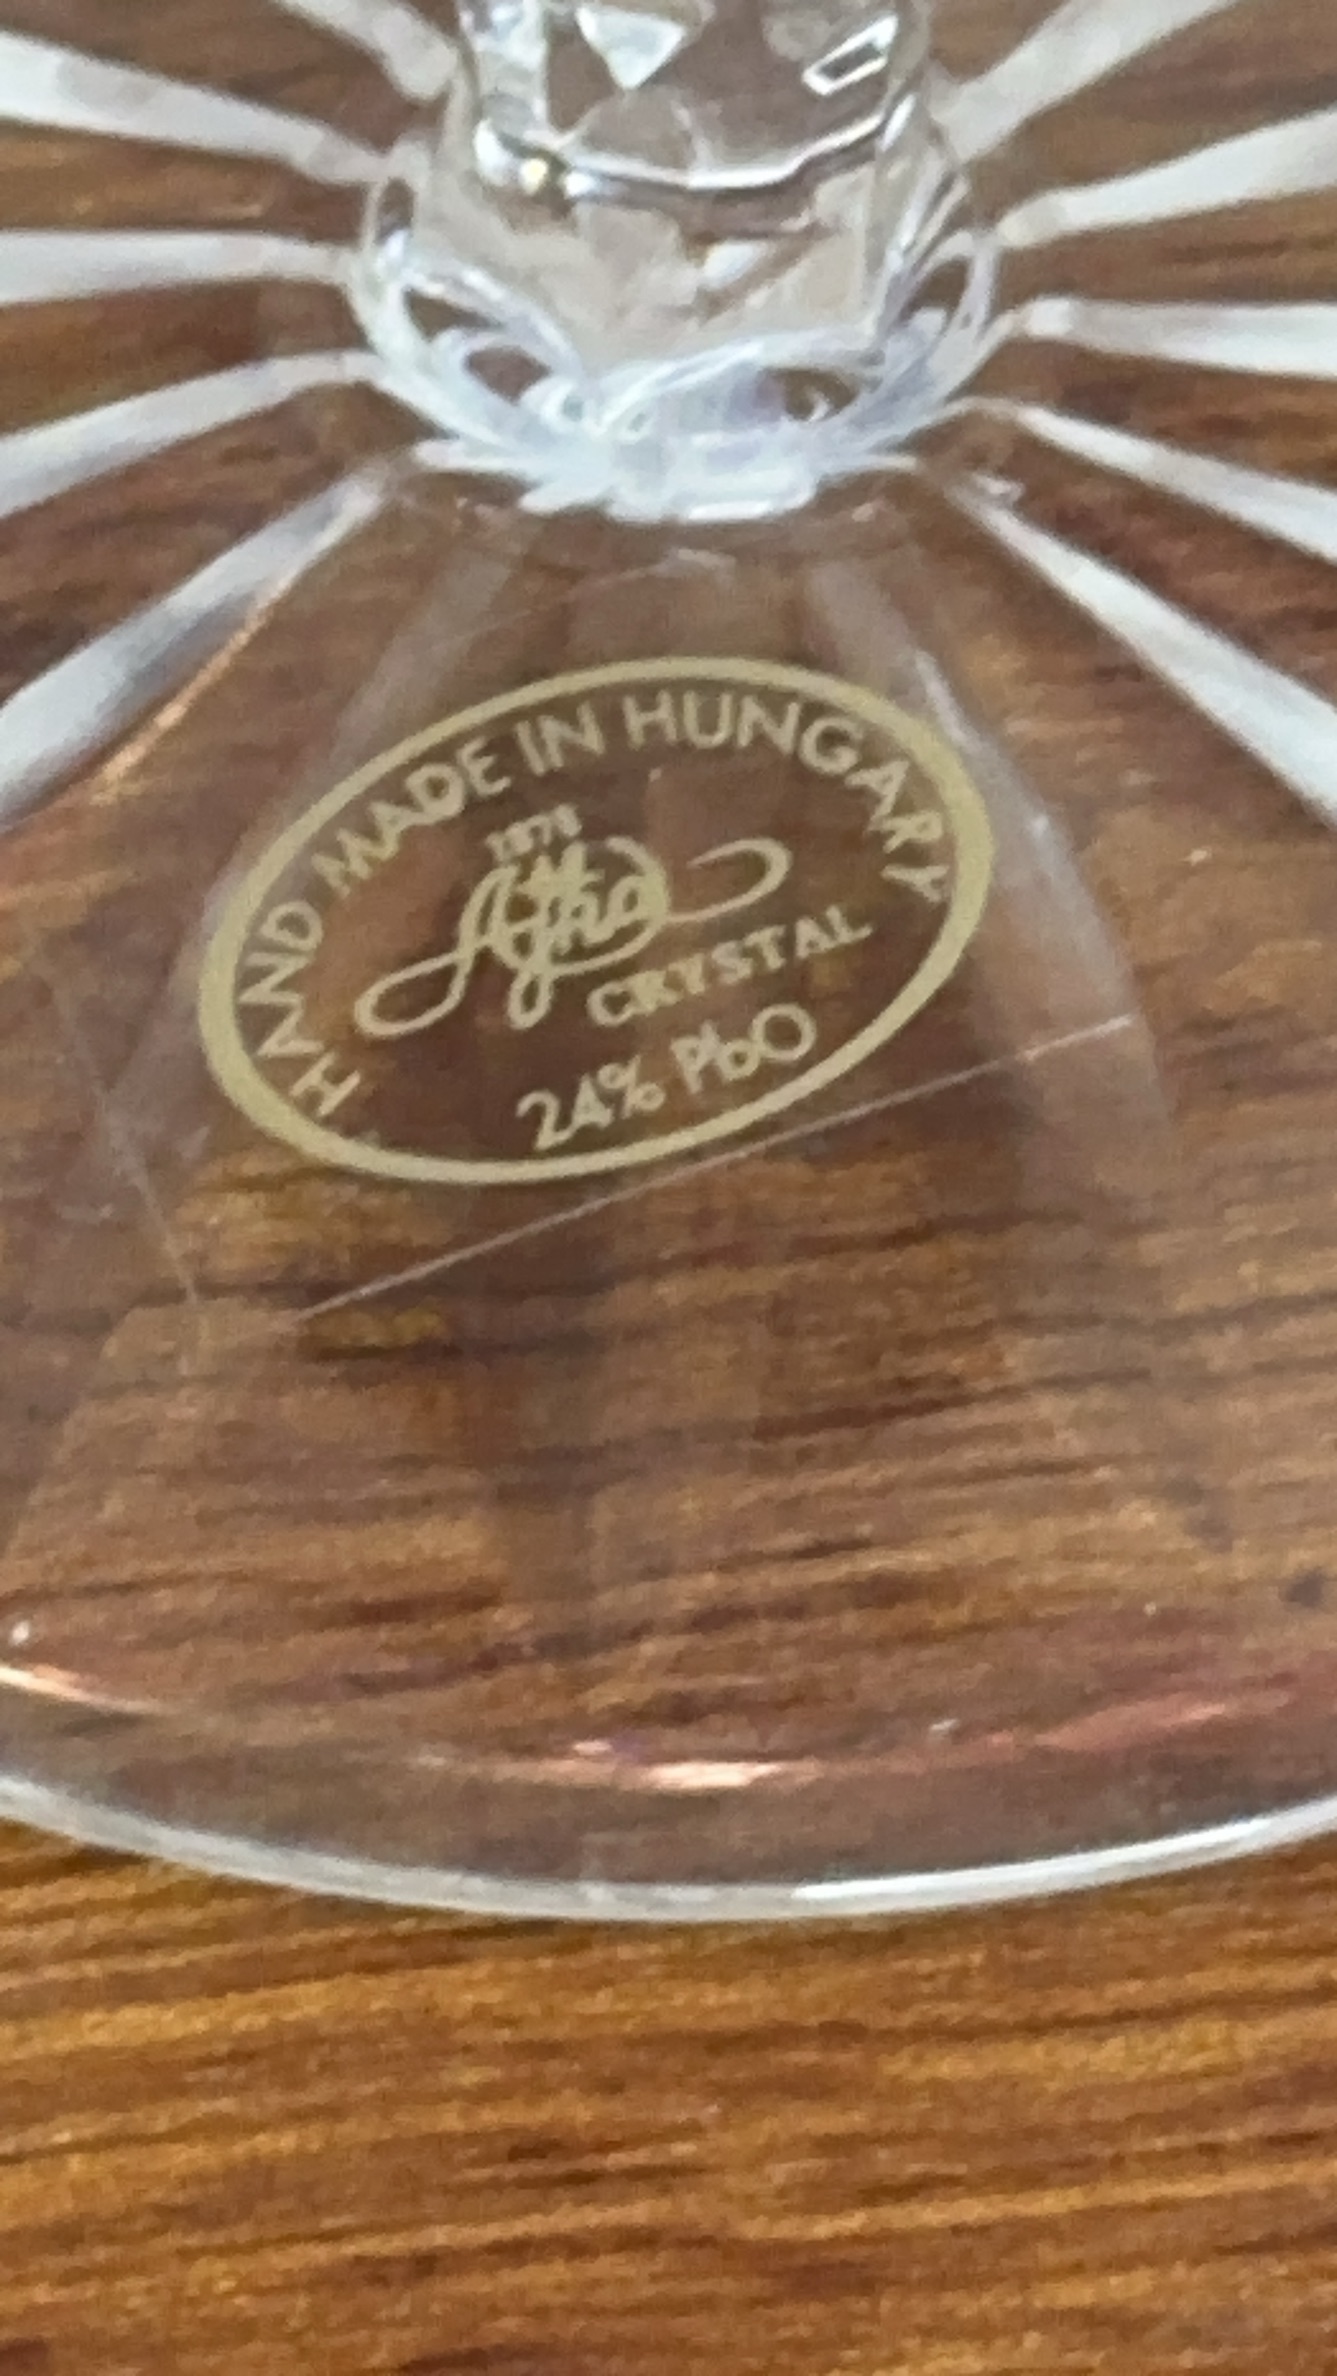 HAND MADE IN HUNGARY
1878
Ajka
CRYSTAL
24% PbO